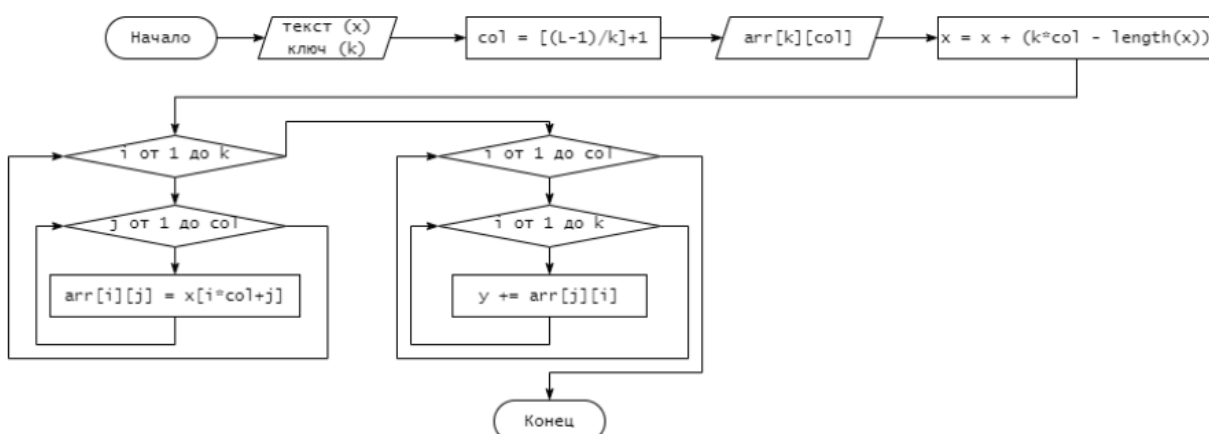 Начало
текст (x)
ключ (k)
col = [(L-1)/k]+1
arr[k][col]
x = x + (k*col - length(x))
i от 1 до k
i от 1 до col
j от 1 до col
i от 1 до k
arr[i][j] = x[i*col+j]
y += arr[j][i]
Конец